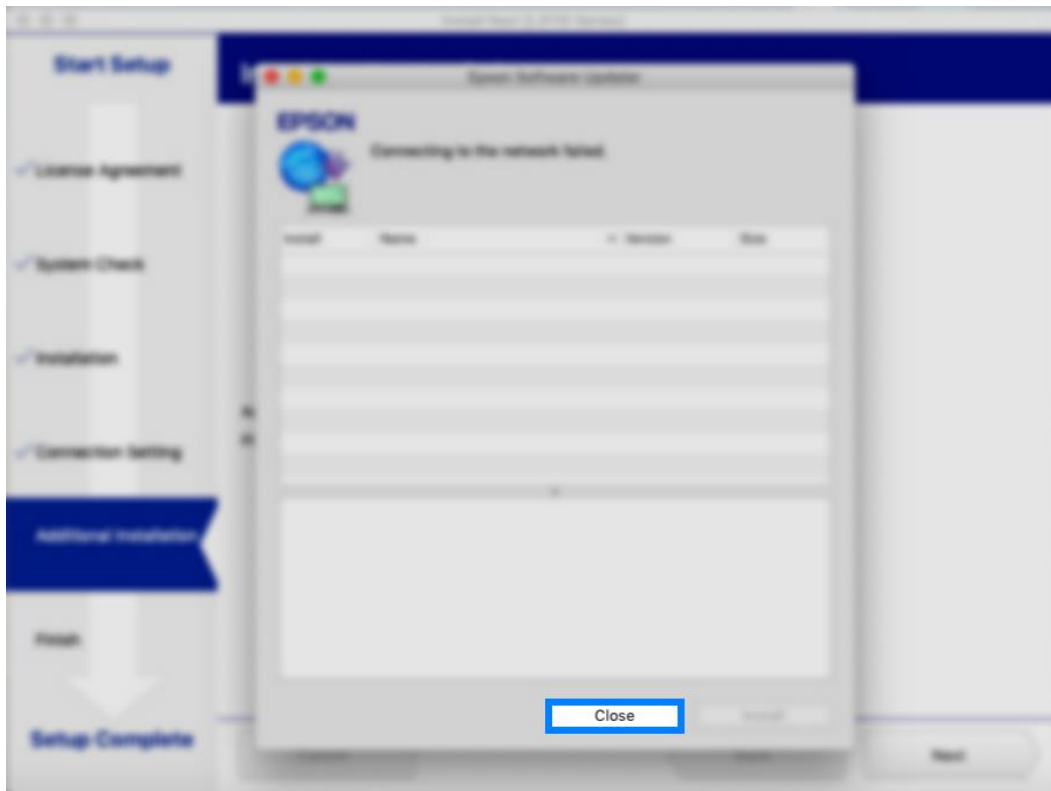 Start Setup
Epson Software Updater
EPSON
Connecting to the network failed.
License Agreement
System Check
Installation
Connection Setting
Additional Installation
Finish
Setup Complete
Install
Name
Version
Size
Close
Install
Next